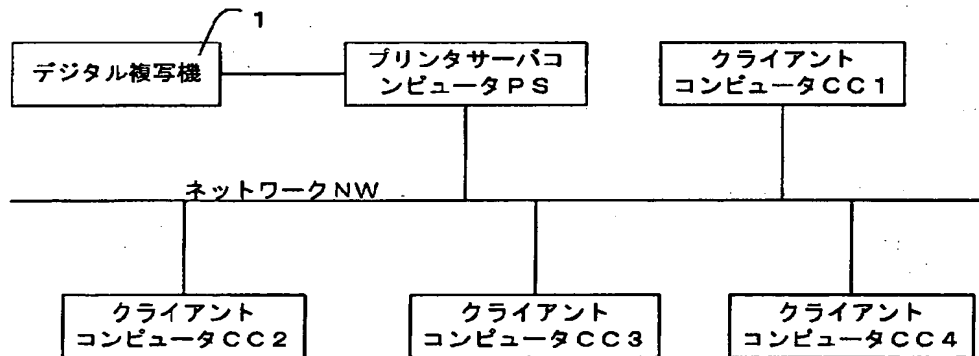 1
デジタル複写機
プリンタサーバコ
ンピュータＰＳ
クライアント
コンピュータＣＣ１
ネットワークＮＷ
クライアント
コンピュータＣＣ２
クライアント
コンピュータＣＣ３
クライアント
コンピュータＣＣ４